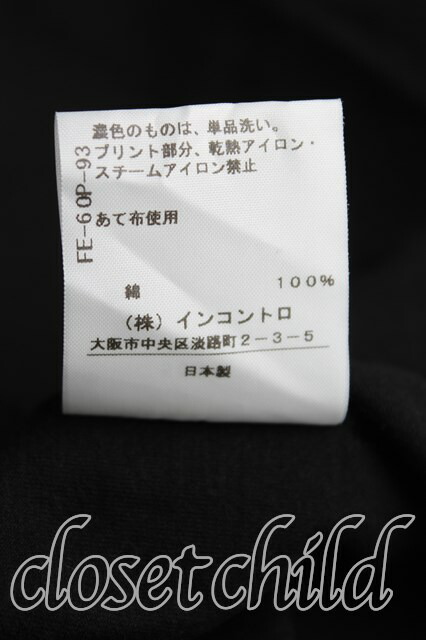 濃色のものは、単品洗い。
プリント部分、乾熱アイロン・
スチームアイロン禁止
あて布使用
FE-60P-93
綿 100%
(株) インコントロ
大阪市中央区淡路町2-3-5
日本製
closet child